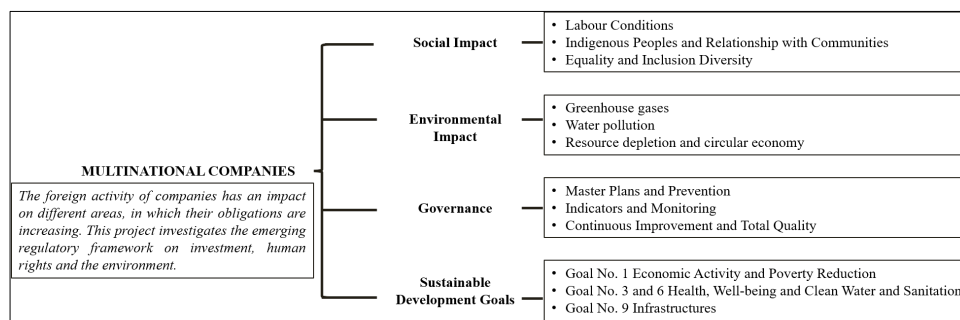 MULTINATIONAL COMPANIES
The foreign activity of companies has an impact
on different areas, in which their obligations are
increasing. This project investigates the emerging
regulatory framework on investment, human
rights and the environment.
Social Impact
• Labour Conditions
• Indigenous Peoples and Relationship with Communities
• Equality and Inclusion Diversity
Environmental
Impact
• Greenhouse gases
• Water pollution
• Resource depletion and circular economy
Governance
• Master Plans and Prevention
• Indicators and Monitoring
• Continuous Improvement and Total Quality
Sustainable
Development Goals
• Goal No. 1 Economic Activity and Poverty Reduction
• Goal No. 3 and 6 Health, Well-being and Clean Water and Sanitation
• Goal No. 9 Infrastructures